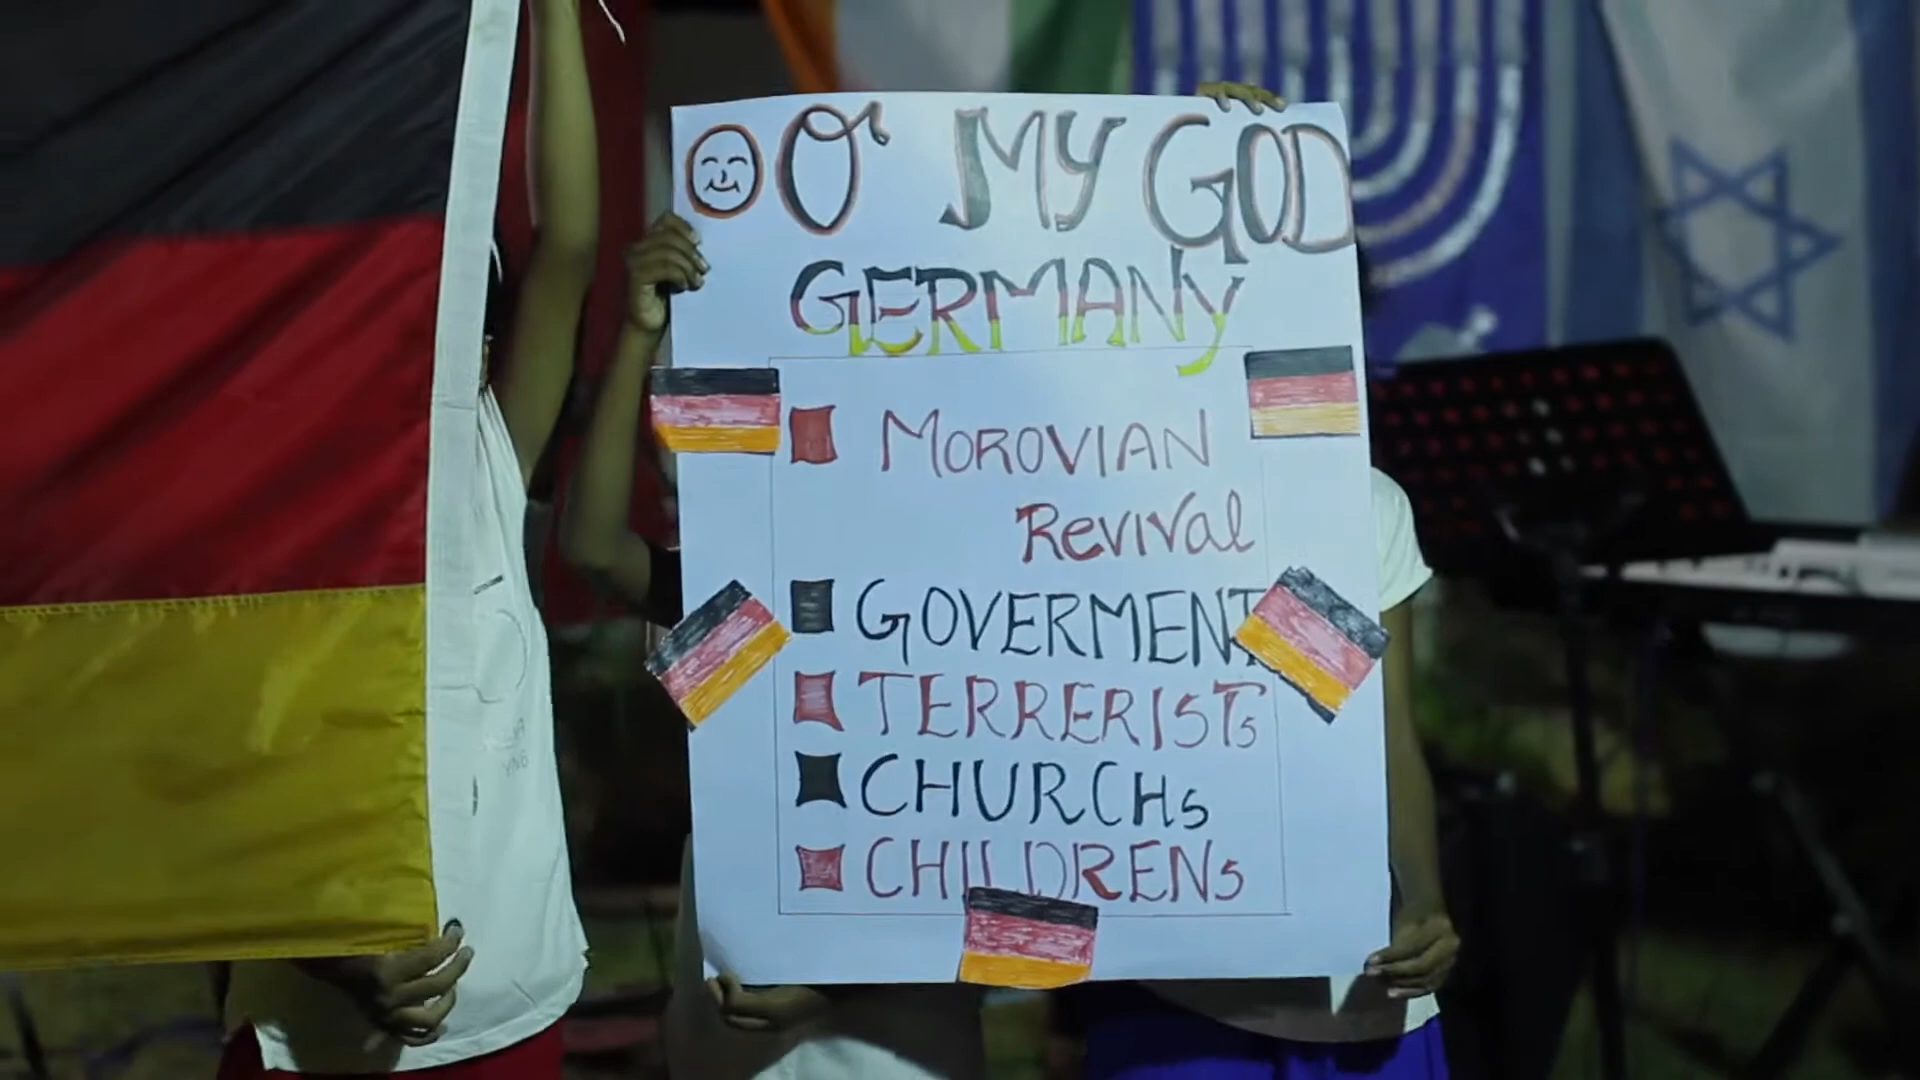 O' MY GOD
GERMANY
MOROVIAN
Revival
GOVERMENT
TERRERISTs
CHURCHs
CHILDRENs